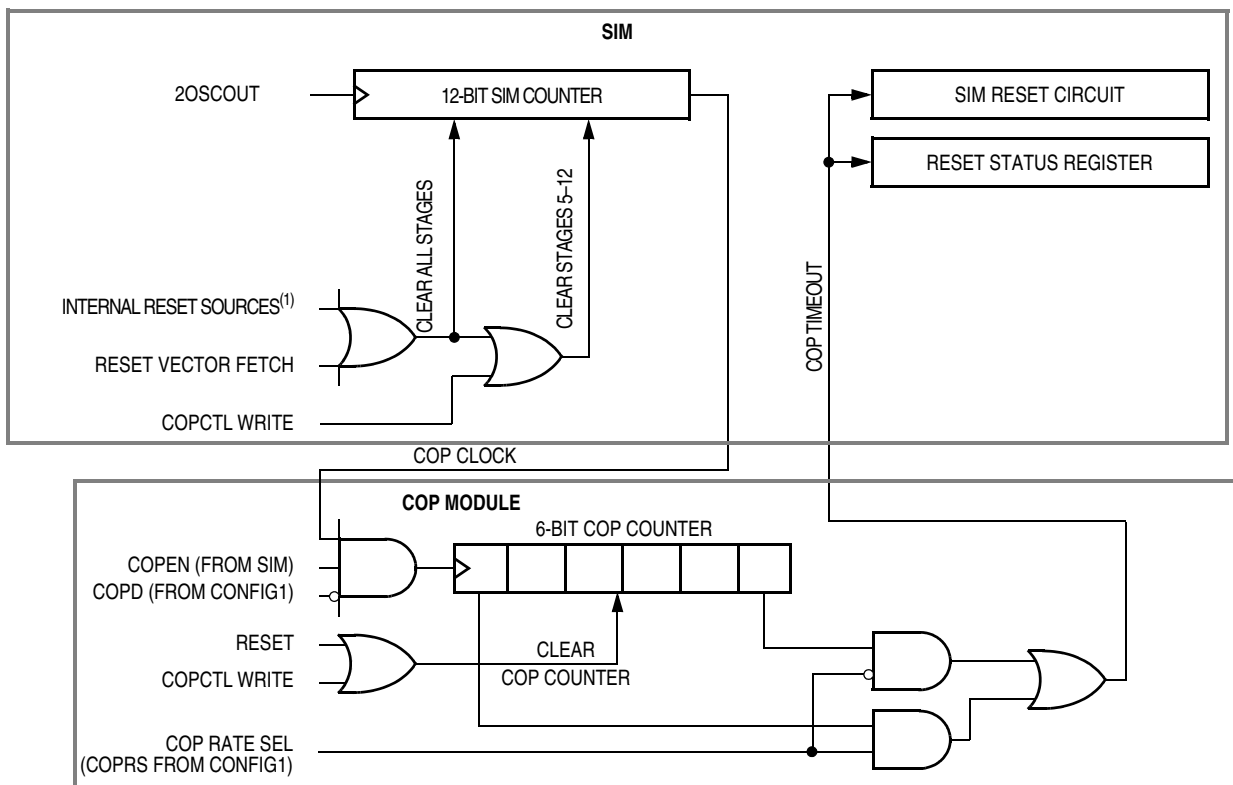 SIM
2OSCOUT
12-BIT SIM COUNTER
SIM RESET CIRCUIT
RESET STATUS REGISTER
CLEAR ALL STAGES
CLEAR STAGES 5–12
COP TIMEOUT
INTERNAL RESET SOURCES(1)
RESET VECTOR FETCH
COPCTL WRITE
COP CLOCK
COP MODULE
6-BIT COP COUNTER
COPEN (FROM SIM)
COPD (FROM CONFIG1)
RESET
COPCTL WRITE
CLEAR
COP COUNTER
COP RATE SEL
(COPRS FROM CONFIG1)